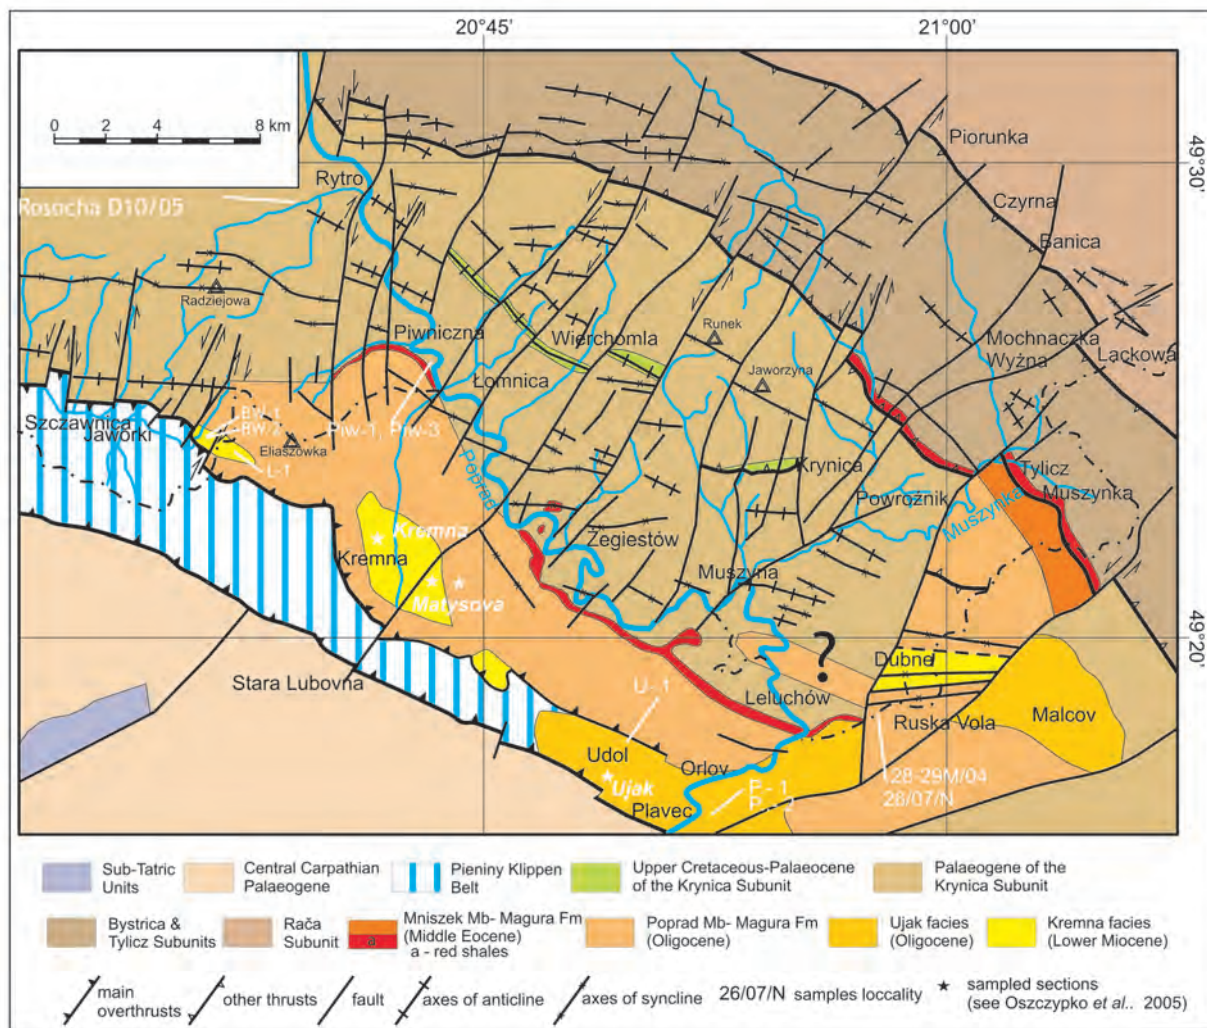 20°45'
21°00'
0 2 4 8 km
49°30'
Piorunka
Rytro
Rosocha D10/05
Czyrna
Banica
Radziejowa
Piwniczna
Wierchomla
Runek
Mochnaczka
Wyżna
Lackowa
Łomnica
Jaworzyna
Szczawnica
Jaworki
BW-1
BW-2
Eliaszówka
Piw-1, Piw-3
L-1
Krynica
Tylicz
Muszynka
Poprad
Powroźnik
Muszynka
Kremna
Kremna
Żegiestów
Muszyna
Matysova
49°20'
?
Dubne
Stara Lubovna
U-1
Leluchów
Ruska Vola
Malcov
Udol
Orlov
Ujak
28-29M/04
26/07/N
P.- 1
P.- 2
Plavec
Sub-Tatric
Units
Central Carpathian
Palaeogene
Pieniny Klippen
Belt
Upper Cretaceous-Palaeocene
of the Krynica Subunit
Palaeogene of the
Krynica Subunit
Bystrica &
Tylicz Subunits
Rača
Subunit
Mniszek Mb- Magura Fm
(Middle Eocene)
a - red shales
a
Poprad Mb- Magura Fm
(Oligocene)
Ujak facies
(Oligocene)
Kremna facies
(Lower Miocene)
main
overthrusts
other thrusts
fault
axes of anticline
axes of syncline
26/07/N samples loccality
★ sampled sections
(see Oszczypko et al.. 2005)